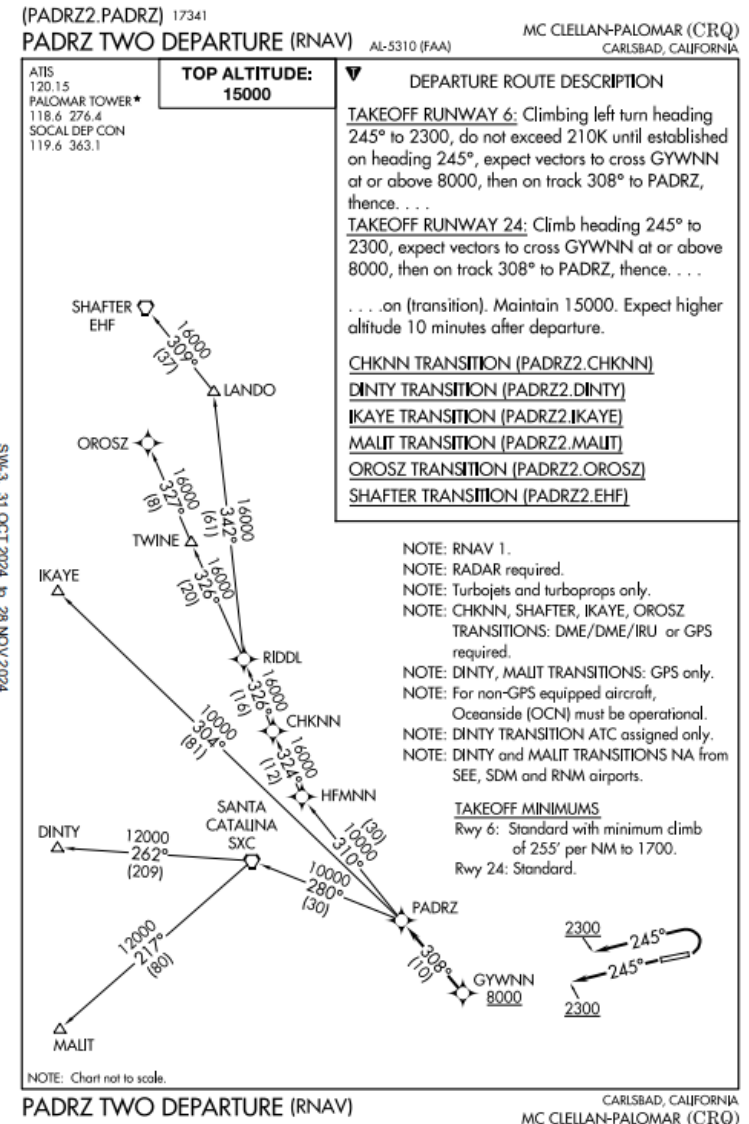 (PADRZ2.PADRZ) 17341
PADRZ TWO DEPARTURE (RNAV) AL-5310 (FAA)
MC CLELLAN-PALOMAR (CRQ)
CARLSBAD, CALIFORNIA
ATIS
120.15
PALOMAR TOWER★
118.6 276.4
SOCAL DEP CON
119.6 363.1
TOP ALTITUDE:
15000
T
DEPARTURE ROUTE DESCRIPTION
TAKEOFF RUNWAY 6: Climbing left turn heading
245° to 2300, do not exceed 210K until established
on heading 245°, expect vectors to cross GYWNN
at or above 8000, then on track 308° to PADRZ,
thence. . . .
TAKEOFF RUNWAY 24: Climb heading 245° to
2300, expect vectors to cross GYWNN at or above
8000, then on track 308° to PADRZ, thence. . . .
. . . .on (transition). Maintain 15000. Expect higher
altitude 10 minutes after departure.
CHKNN TRANSITION (PADRZ2.CHKNN)
DINTY TRANSITION (PADRZ2.DINTY)
IKAYE TRANSITION (PADRZ2.IKAYE)
MALIT TRANSITION (PADRZ2.MALIT)
OROSZ TRANSITION (PADRZ2.OROSZ)
SHAFTER TRANSITION (PADRZ2.EHF)
SHAFTER
EHF
16000
309°
(37)
LANDO
OROSZ
16000
327°
(8)
16000
342°
(61)
TWINE
16000
326°
(20)
IKAYE
RIDDL
16000
326°
(16)
CHKNN
16000
324°
(12)
HFMNN
10000
304°
(81)
(30)
10000
310°
SANTA
CATALINA
SXC
DINTY
12000
262°
(209)
10000
280°
(30)
PADRZ
12000
217°
(80)
308°
(10)
GYWNN
8000
MALIT
NOTE: RNAV 1.
NOTE: RADAR required.
NOTE: Turbojets and turboprops only.
NOTE: CHKNN, SHAFTER, IKAYE, OROSZ
TRANSITIONS: DME/DME/IRU or GPS
required.
NOTE: DINTY, MALIT TRANSITIONS: GPS only.
NOTE: For non-GPS equipped aircraft,
Oceanside (OCN) must be operational.
NOTE: DINTY TRANSITION ATC assigned only.
NOTE: DINTY and MALIT TRANSITIONS NA from
SEE, SDM and RNM airports.
TAKEOFF MINIMUMS
Rwy 6: Standard with minimum climb
of 255' per NM to 1700.
Rwy 24: Standard.
2300
245°
245°
2300
NOTE: Chart not to scale.
SW-3, 31 OCT 2024 to 28 NOV 2024
PADRZ TWO DEPARTURE (RNAV)
CARLSBAD, CALIFORNIA
MC CLELLAN-PALOMAR (CRQ)